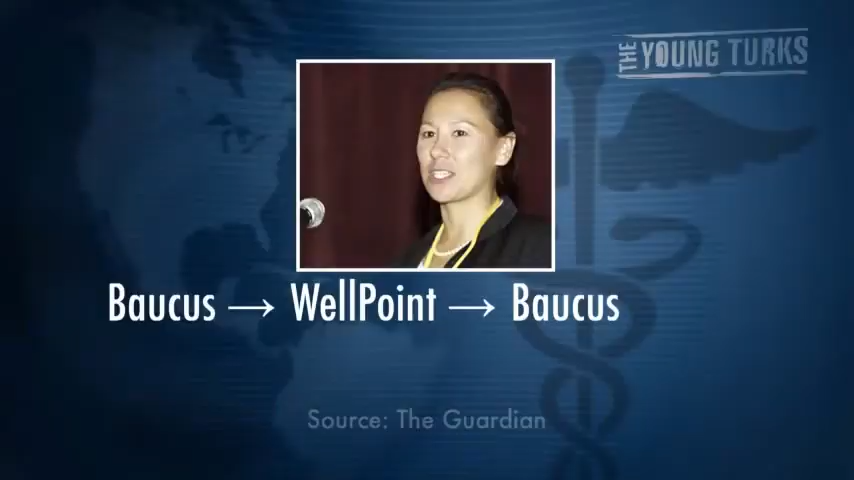 THE YOUNG TURKS
Baucus → WellPoint → Baucus
Source: The Guardian